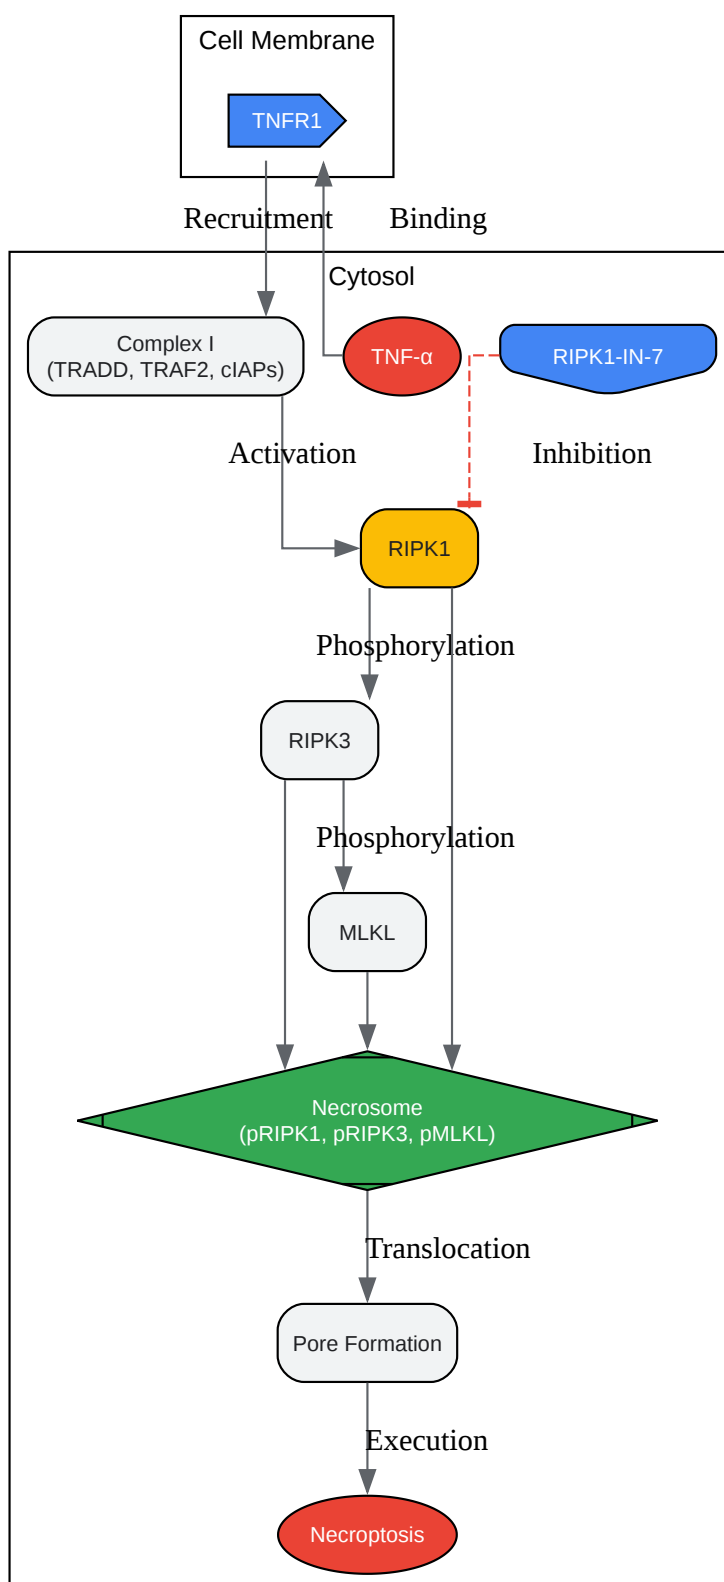 Cell Membrane
TNFR1
Recruitment
Binding
Cytosol
Complex I
(TRADD, TRAF2, cIAPs)
TNF-α
RIPK1-IN-7
Activation
Inhibition
RIPK1
Phosphorylation
RIPK3
Phosphorylation
MLKL
Necrosome
(pRIPK1, pRIPK3, pMLKL)
Translocation
Pore Formation
Execution
Necroptosis